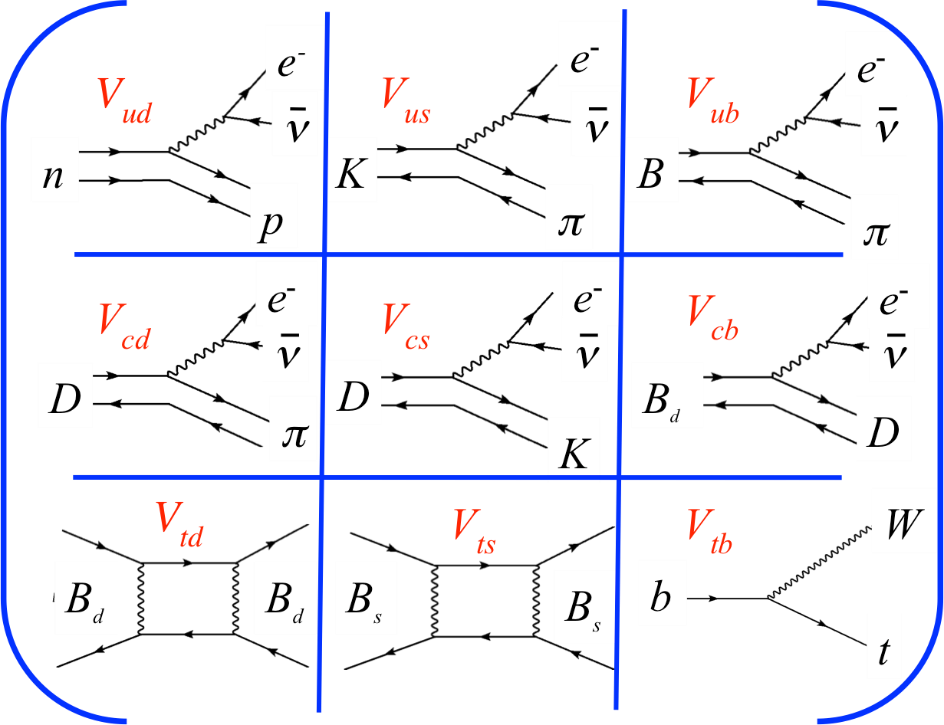 V_ud e⁻ ν̄ n p
V_us e⁻ ν̄ K π
V_ub e⁻ ν̄ B π
V_cd e⁻ ν̄ D π
V_cs e⁻ ν̄ D K
V_cb e⁻ ν̄ B_d D
V_td B_d B_d
V_ts B_s B_s
V_tb W b t